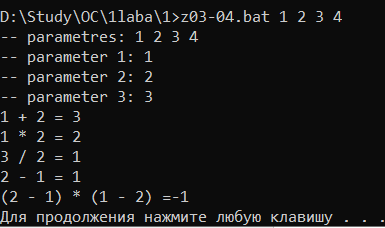 D:\Study\OC\1laba\1>z03-04.bat 1 2 3 4
-- parametres: 1 2 3 4
-- parameter 1: 1
-- parameter 2: 2
-- parameter 3: 3
1 + 2 = 3
1 * 2 = 2
3 / 2 = 1
2 - 1 = 1
(2 - 1) * (1 - 2) =-1
Для продолжения нажмите любую клавишу . . .